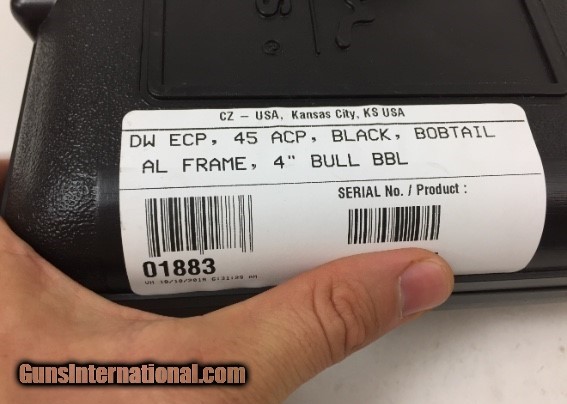 CZ – USA, Kansas City, KS USA
DW ECP, 45 ACP, BLACK, BOBTAIL
AL FRAME, 4" BULL BBL
SERIAL No. / Product :
01883
GunsInternational.com